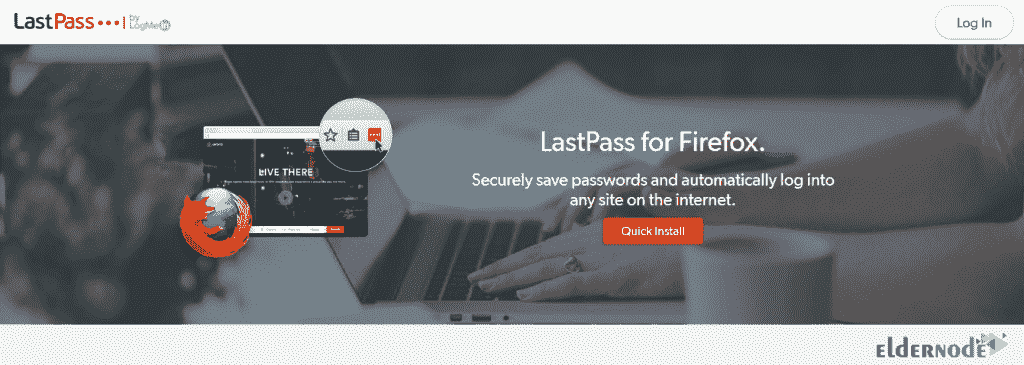 LastPass
by
LogMeIn
Log In
LIVE THERE
LastPass for Firefox.
Securely save passwords and automatically log into
any site on the internet.
Quick Install
ELDERNODE